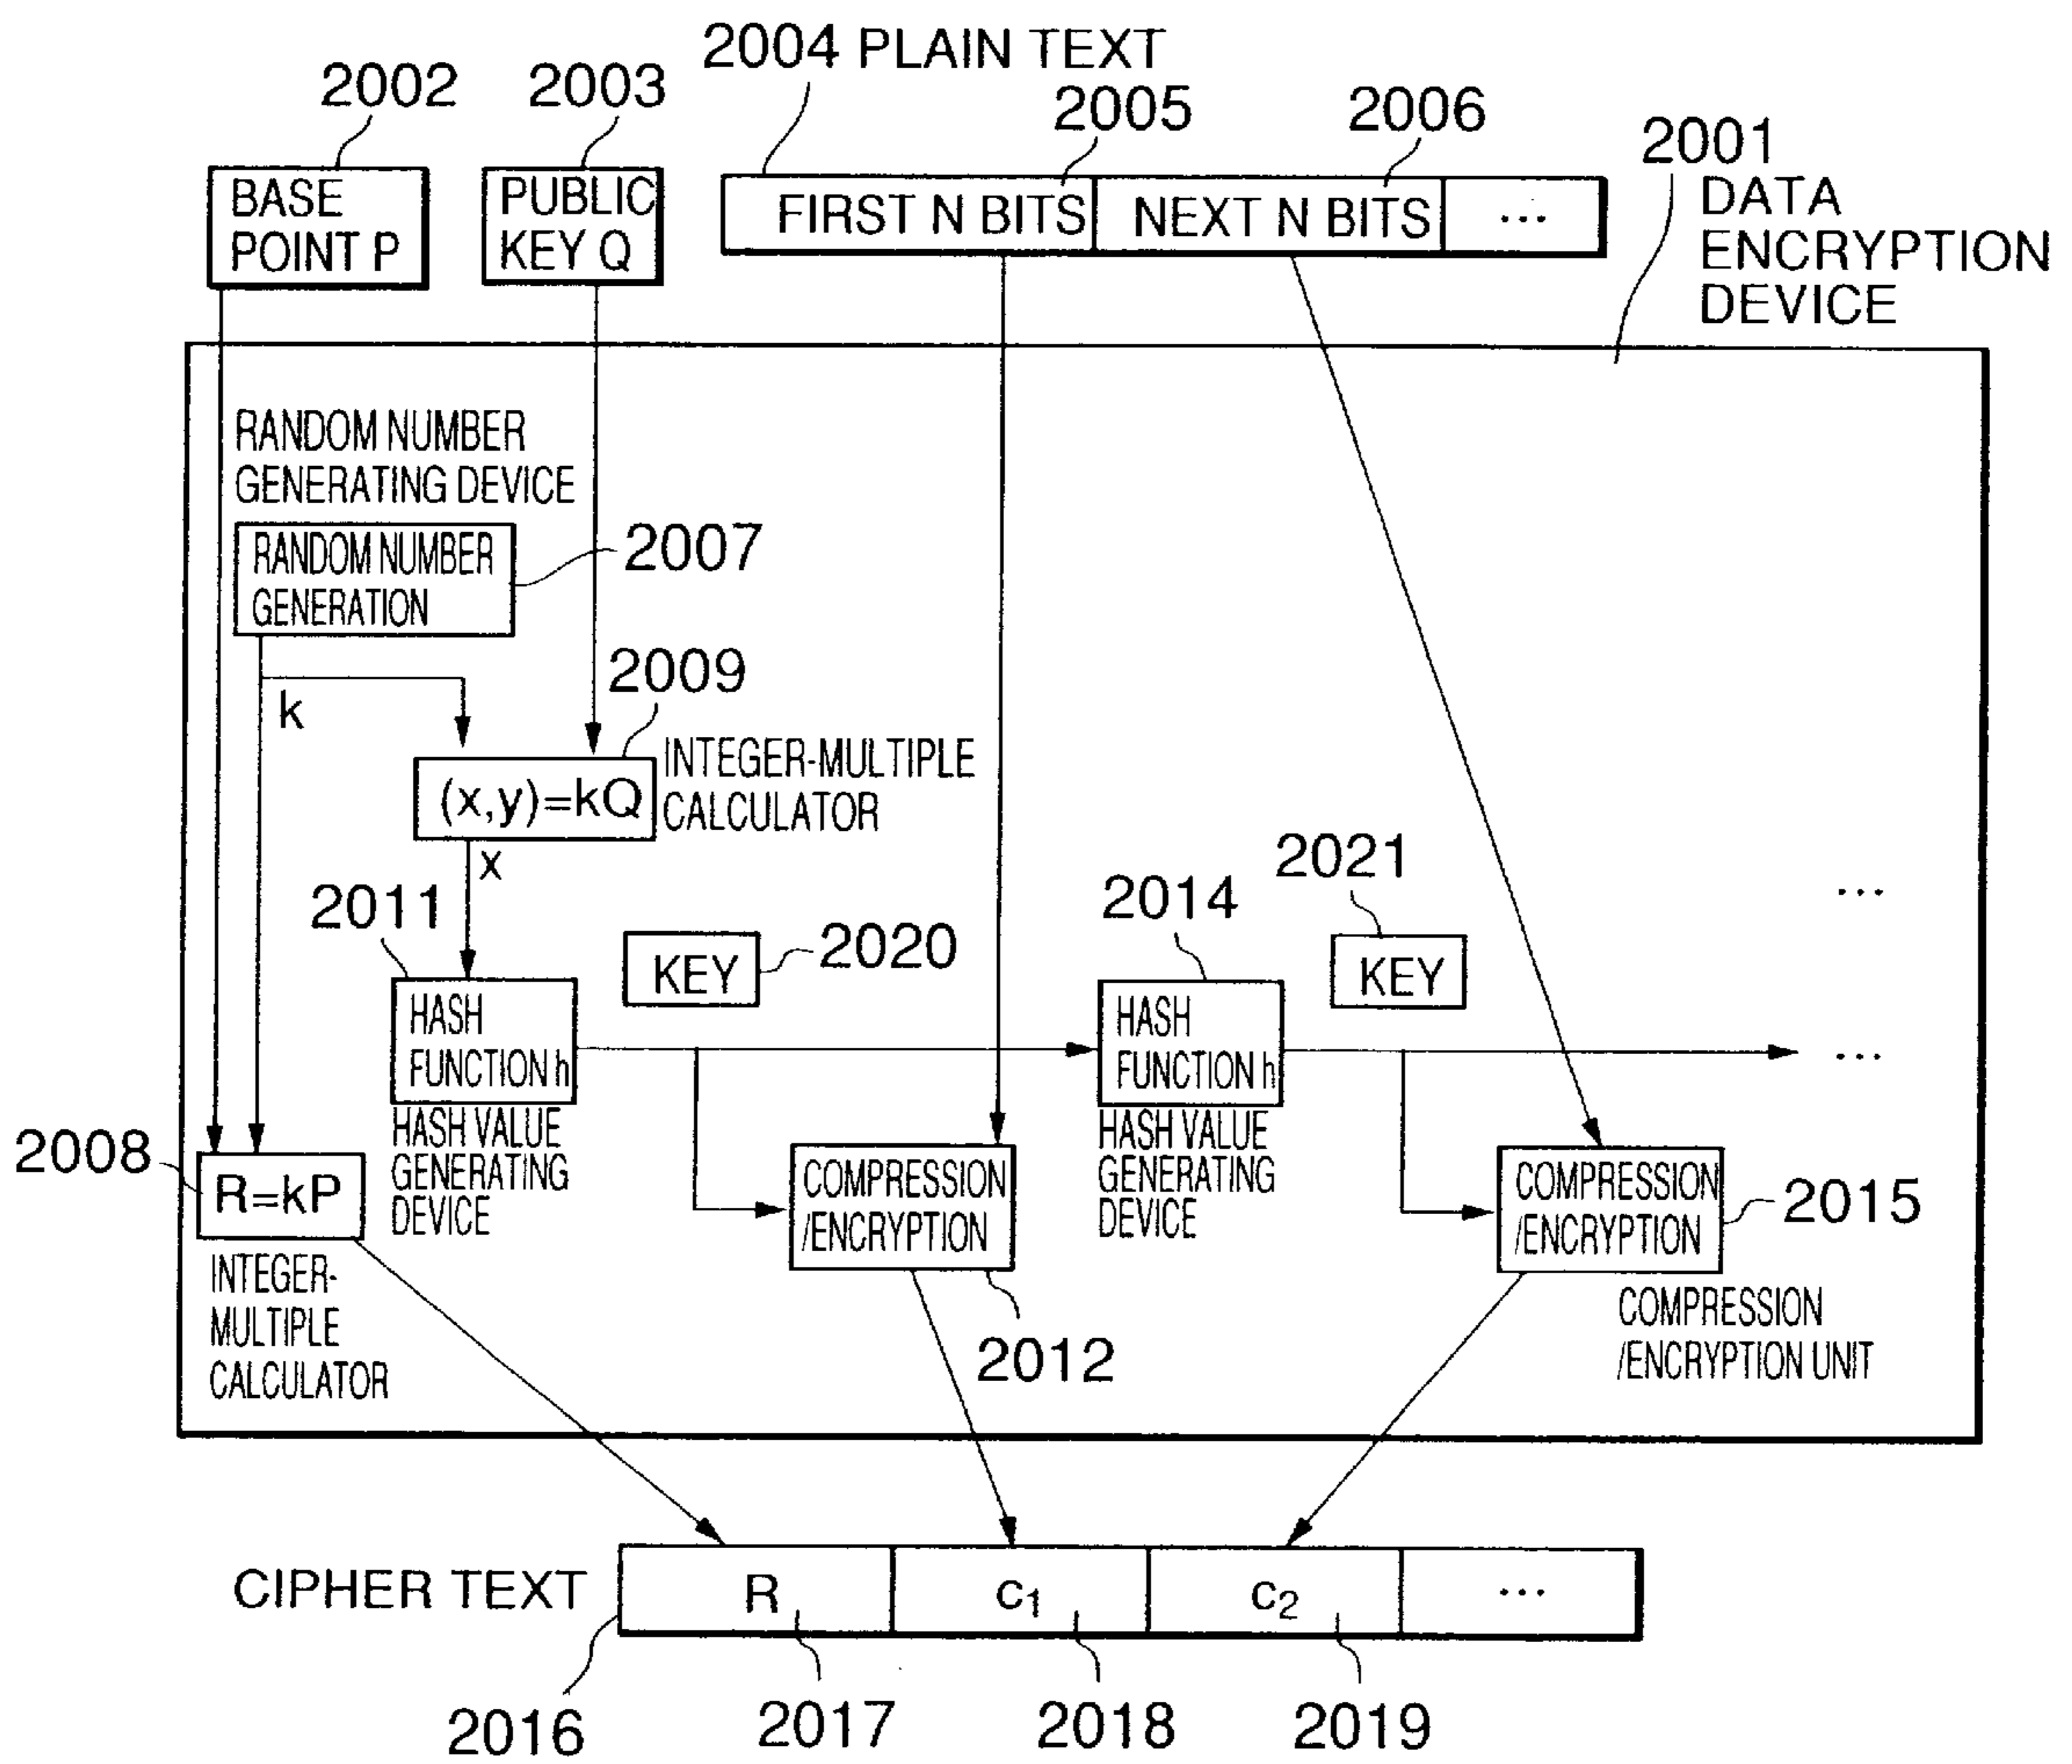 2004 PLAIN TEXT
2002
2003
2005
2006
2001
DATA
ENCRYPTION
DEVICE
BASE
POINT P
PUBLIC
KEY Q
FIRST N BITS
NEXT N BITS
...
RANDOM NUMBER
GENERATING DEVICE
RANDOM NUMBER
GENERATION
2007
k
2009
(x,y)=kQ
INTEGER-MULTIPLE
CALCULATOR
x
2011
HASH
FUNCTION h
HASH VALUE
GENERATING
DEVICE
KEY
2020
2014
HASH
FUNCTION h
HASH VALUE
GENERATING
DEVICE
2021
KEY
...
...
2008
R=kP
INTEGER-
MULTIPLE
CALCULATOR
COMPRESSION
/ENCRYPTION
2012
COMPRESSION
/ENCRYPTION
2015
COMPRESSION
/ENCRYPTION UNIT
CIPHER TEXT
R
c1
c2
...
2016
2017
2018
2019